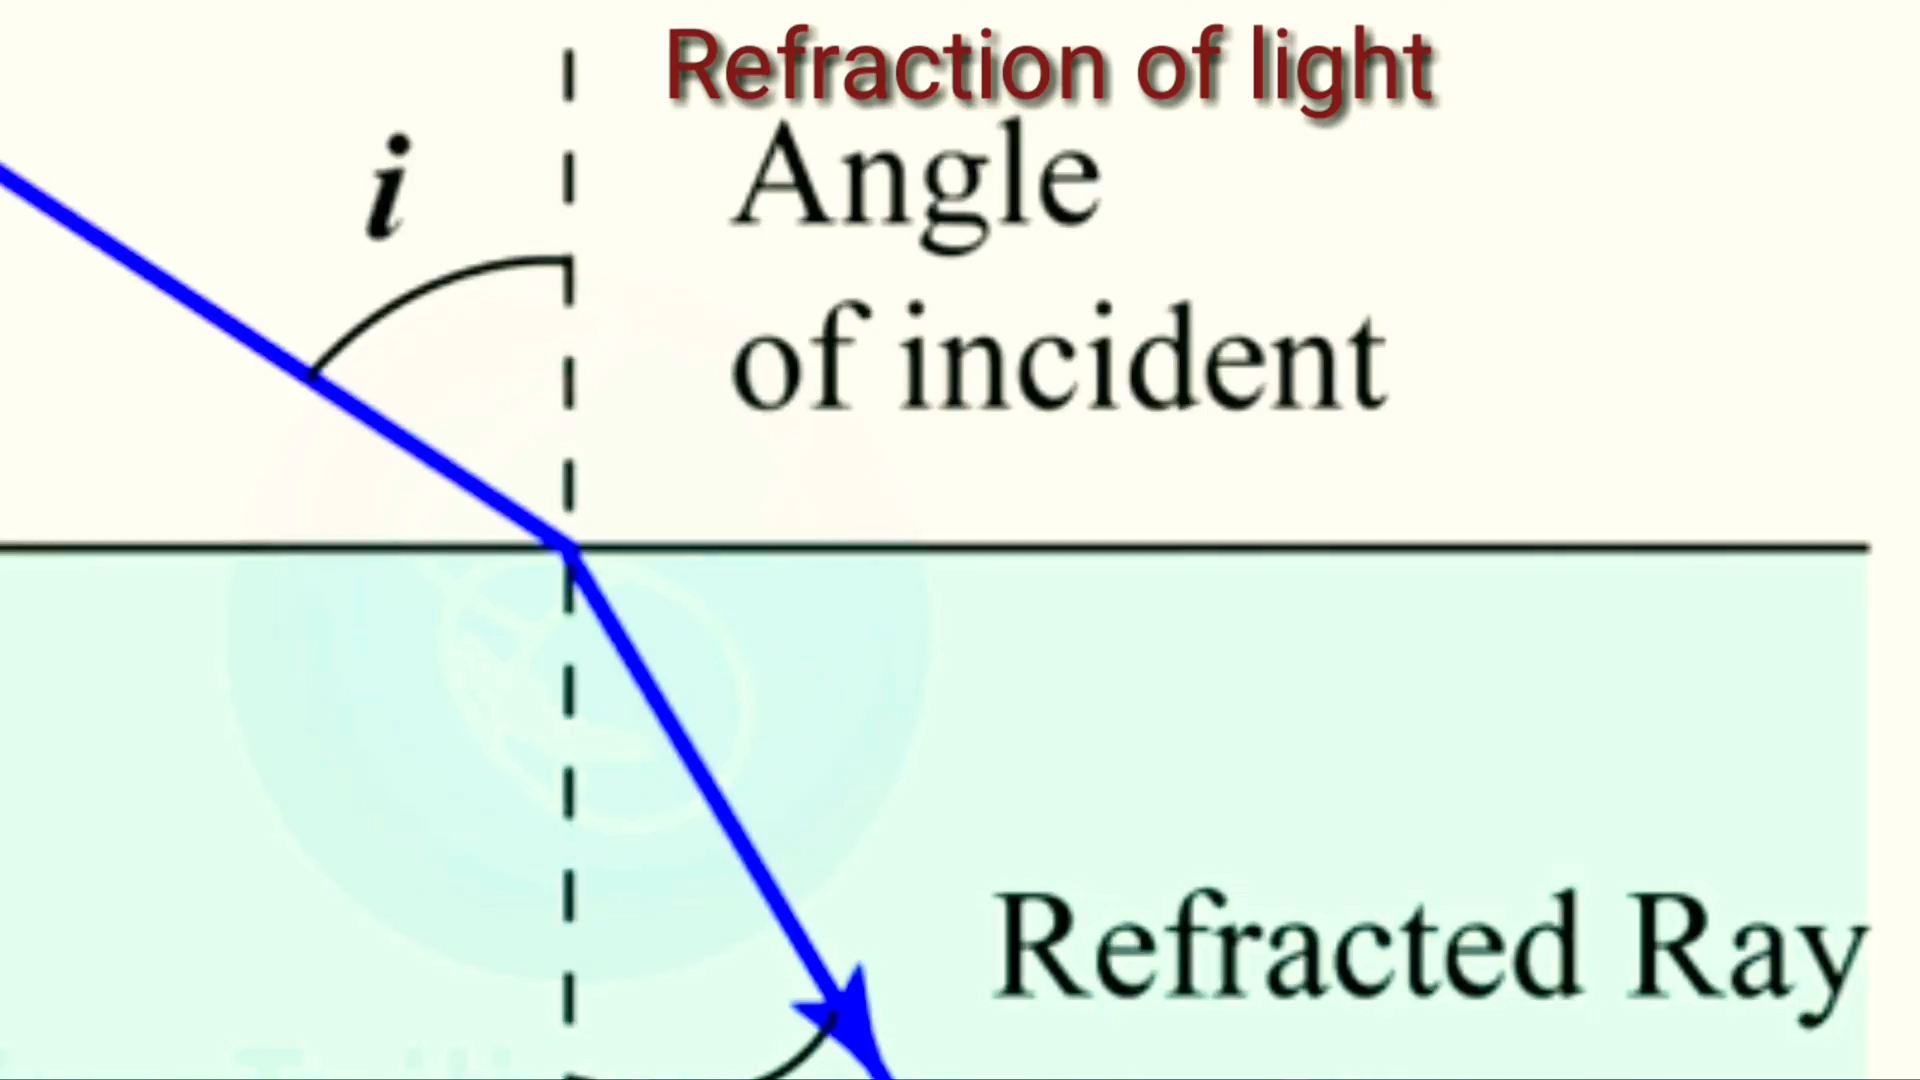 Refraction of light
i
Angle
of incident
Refracted Ray